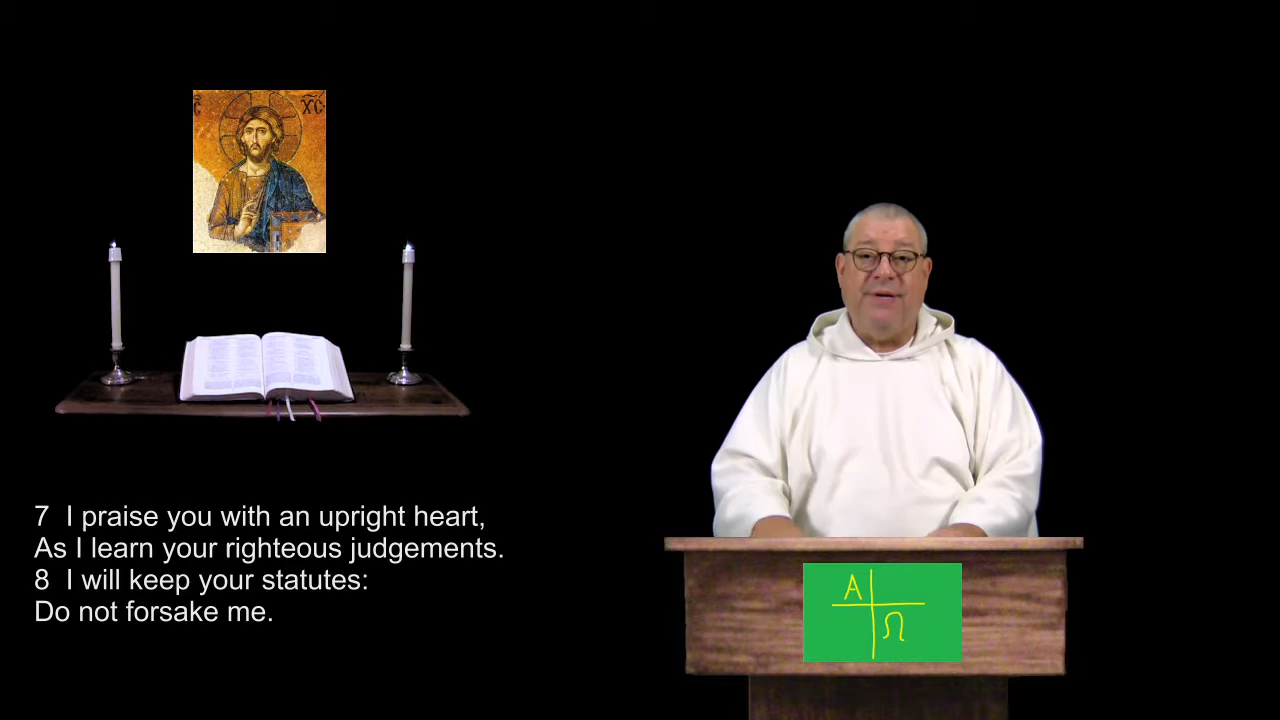 C
XC
7 I praise you with an upright heart,
As I learn your righteous judgements.
8 I will keep your statutes:
Do not forsake me.
A
Ω